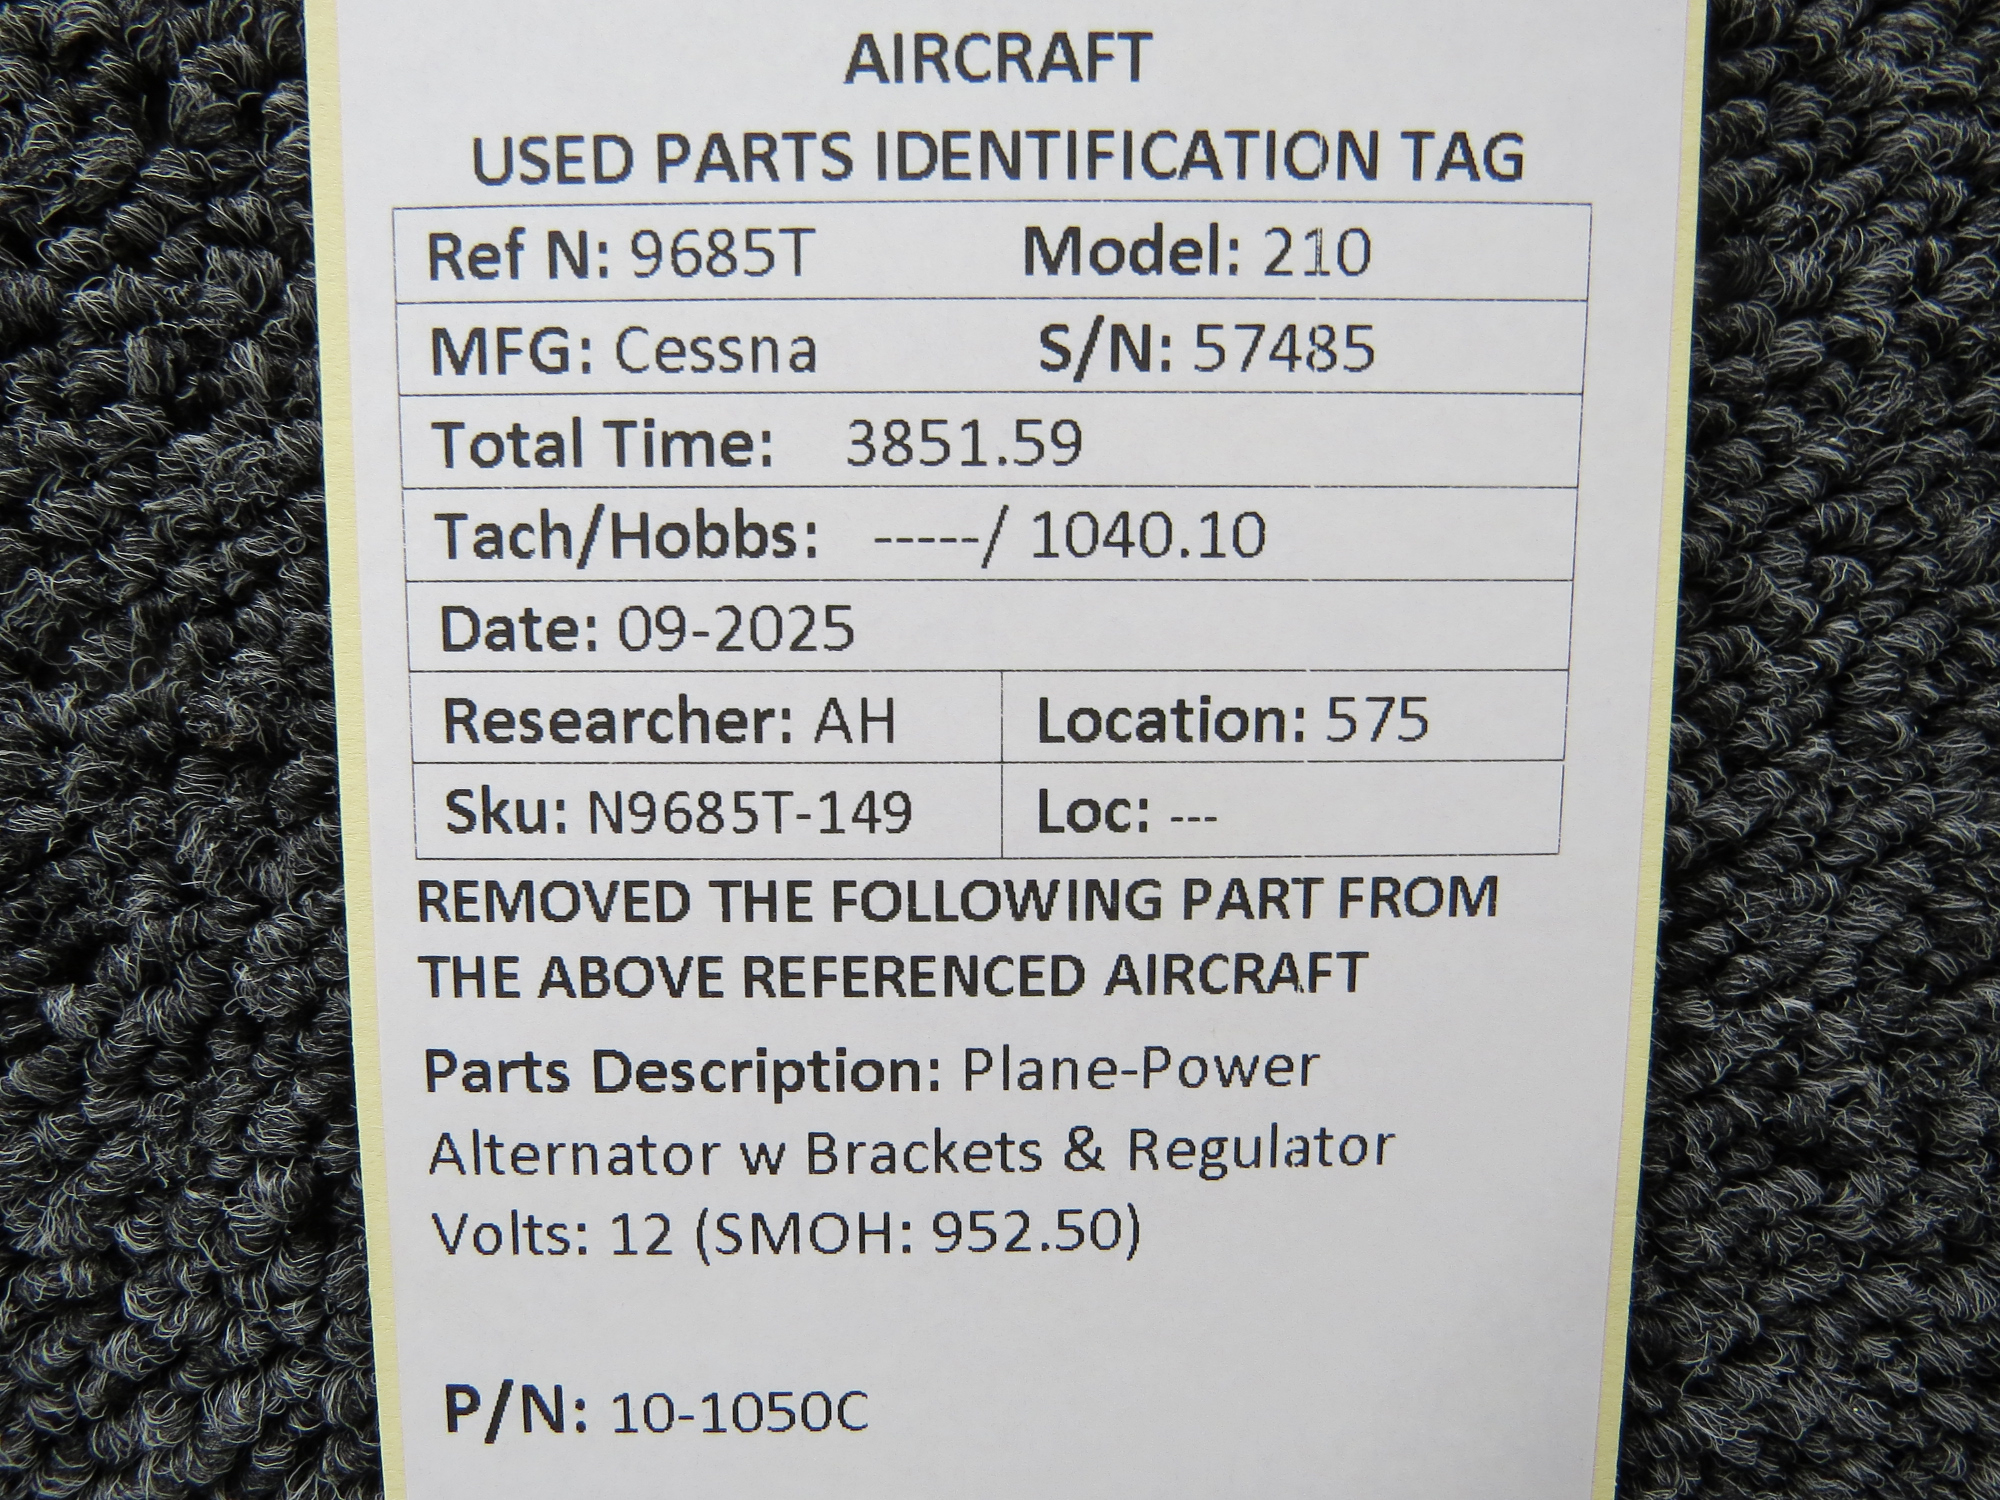 AIRCRAFT
USED PARTS IDENTIFICATION TAG
Ref N: 9685T Model: 210
MFG: Cessna S/N: 57485
Total Time: 3851.59
Tach/Hobbs: -----/ 1040.10
Date: 09-2025
Researcher: AH Location: 575
Sku: N9685T-149 Loc: ---
REMOVED THE FOLLOWING PART FROM
THE ABOVE REFERENCED AIRCRAFT
Parts Description: Plane-Power
Alternator w Brackets & Regulator
Volts: 12 (SMOH: 952.50)
P/N: 10-1050C